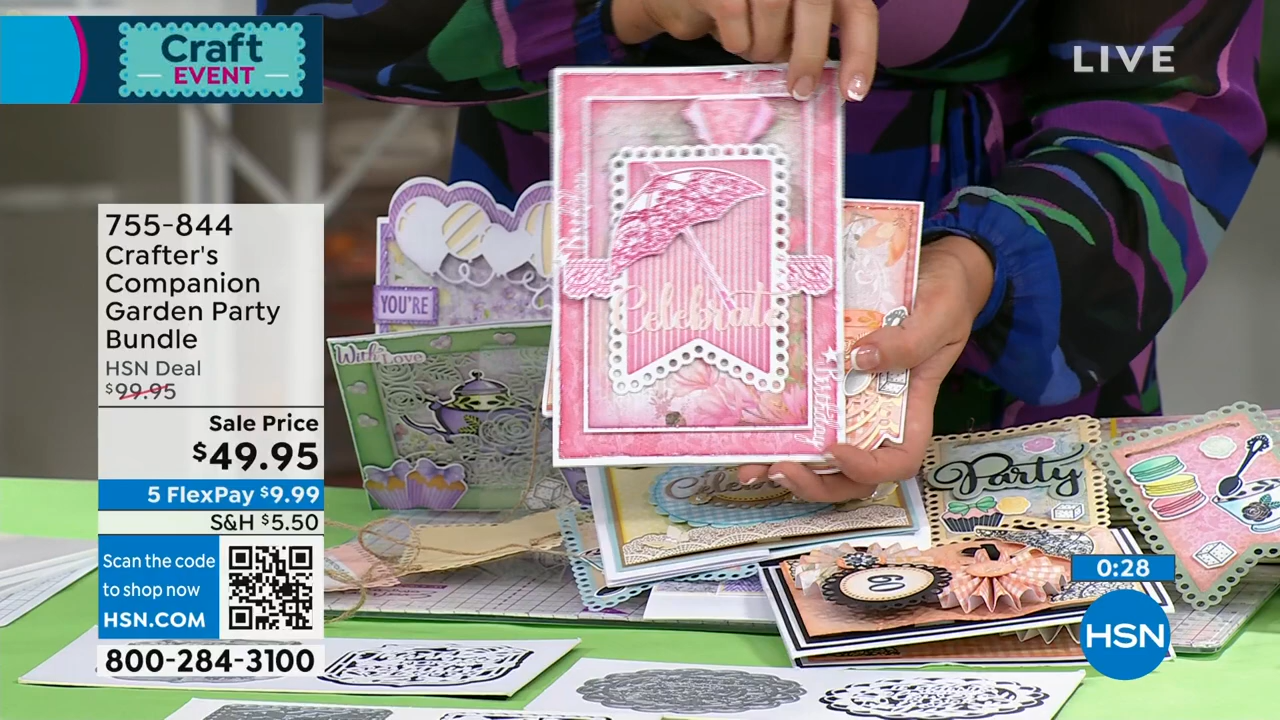 Craft
EVENT
LIVE
755-844
Crafter's
Companion
Garden Party
Bundle
HSN Deal
$99.95
Sale Price
$49.95
5 FlexPay $9.99
S&H $5.50
Scan the code
to shop now
HSN.COM
800-284-3100
YOU'RE
With Love
Celebrate
Birthday
Party
60
0:28
HSN